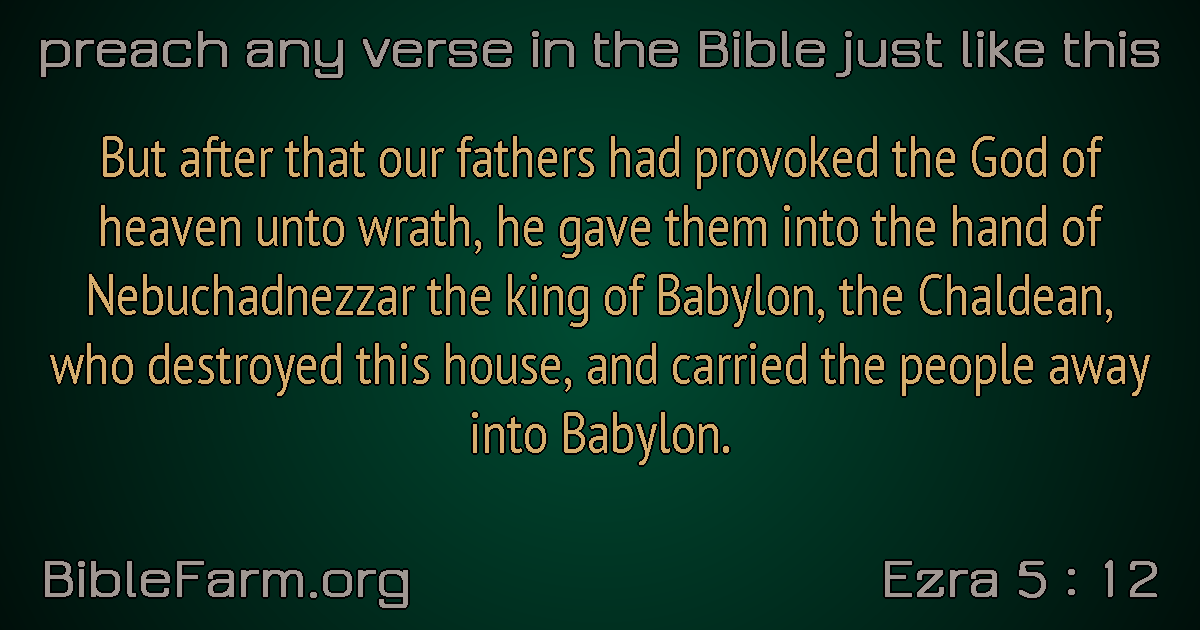 preach any verse in the Bible just like this
But after that our fathers had provoked the God of
heaven unto wrath, he gave them into the hand of
Nebuchadnezzar the king of Babylon, the Chaldean,
who destroyed this house, and carried the people away
into Babylon.
BibleFarm.org
Ezra 5 : 12